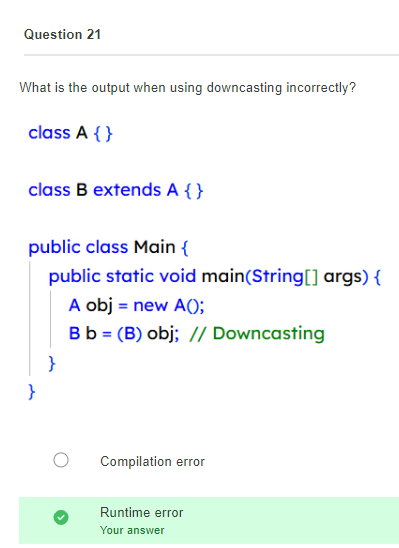 Question 21
What is the output when using downcasting incorrectly?
class A { }
class B extends A { }
public class Main {
public static void main(String[] args) {
A obj = new A();
B b = (B) obj;  // Downcasting
}
}
Compilation error
Runtime error
Your answer